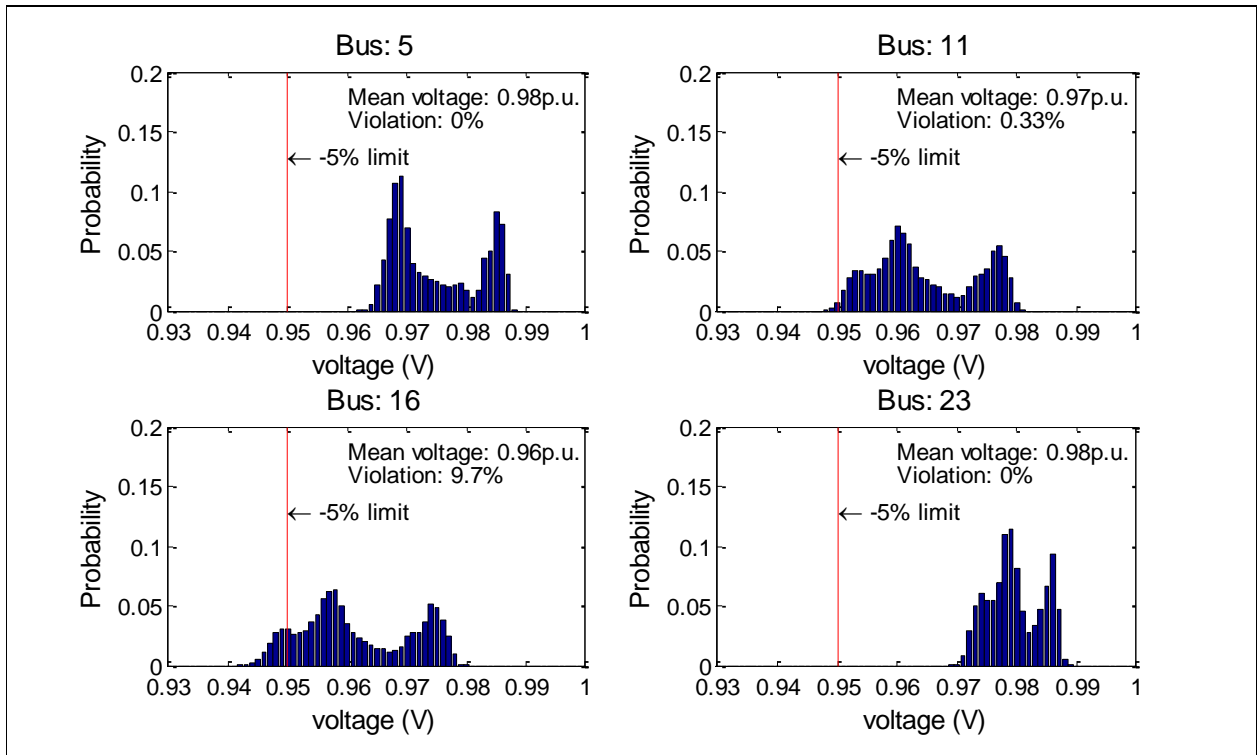 Bus: 5
0.2
0.15
0.1
0.05
0
Probability
Mean voltage: 0.98p.u.
Violation: 0%
← -5% limit
0.93 0.94 0.95 0.96 0.97 0.98 0.99 1
voltage (V)
Bus: 11
0.2
0.15
0.1
0.05
0
Probability
Mean voltage: 0.97p.u.
Violation: 0.33%
← -5% limit
0.93 0.94 0.95 0.96 0.97 0.98 0.99 1
voltage (V)
Bus: 16
0.2
0.15
0.1
0.05
0
Probability
Mean voltage: 0.96p.u.
Violation: 9.7%
← -5% limit
0.93 0.94 0.95 0.96 0.97 0.98 0.99 1
voltage (V)
Bus: 23
0.2
0.15
0.1
0.05
0
Probability
Mean voltage: 0.98p.u.
Violation: 0%
← -5% limit
0.93 0.94 0.95 0.96 0.97 0.98 0.99 1
voltage (V)